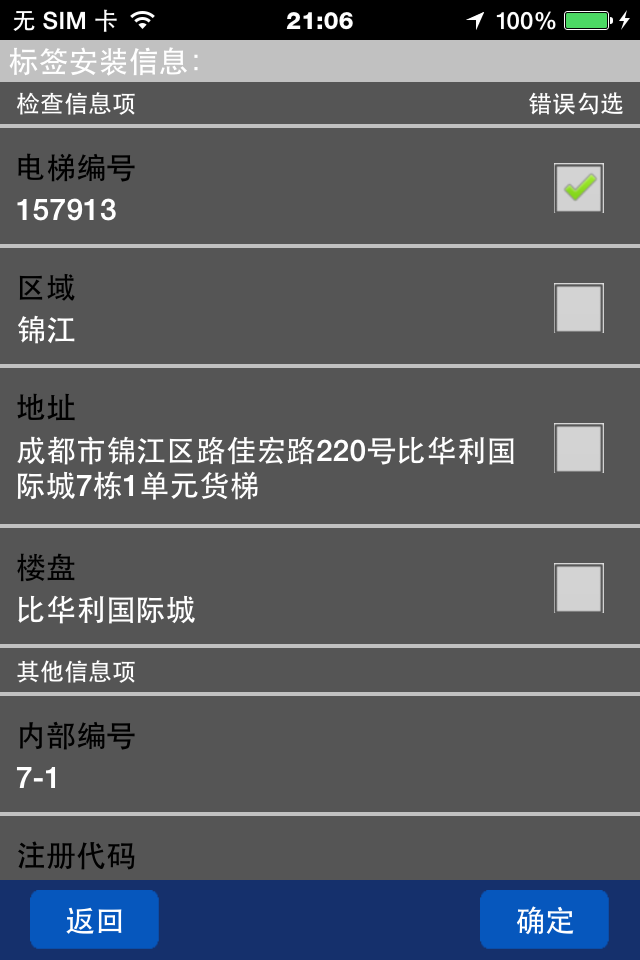 无 SIM 卡 21:06 100%
标签安装信息：
检查信息项 错误勾选
电梯编号
157913
区域
锦江
地址
成都市锦江区路佳宏路220号比华利国
际城7栋1单元货梯
楼盘
比华利国际城
其他信息项
内部编号
7-1
注册代码
返回 确定